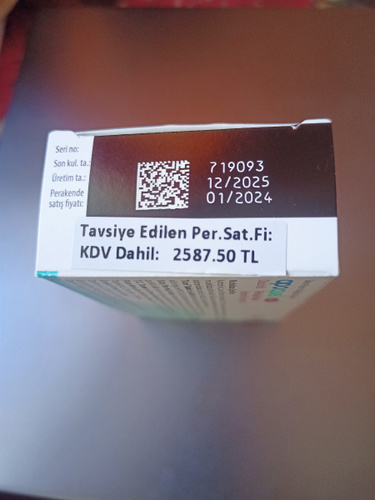 Seri no:
719093
Son kul. ta.:
12/2025
Üretim ta.:
01/2024
Perakende
satış fiyatı:
Tavsiye Edilen Per.Sat.Fi:
KDV Dahil: 2587.50 TL